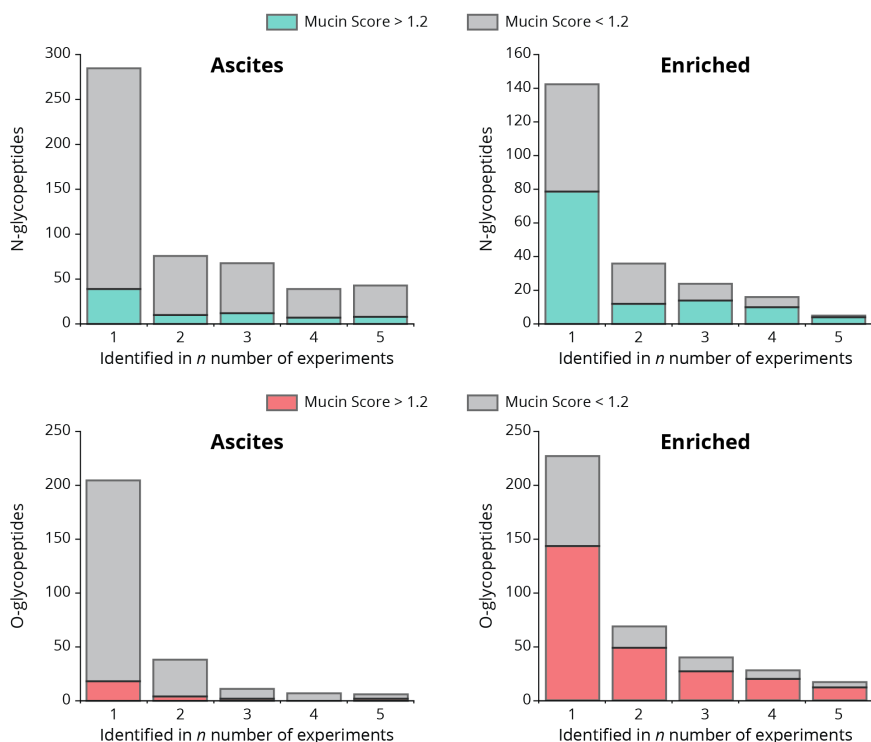 Mucin Score > 1.2 Mucin Score < 1.2
Ascites
N-glycopeptides
300
250
200
150
100
50
0
1 2 3 4 5
Identified in n number of experiments
Enriched
N-glycopeptides
160
140
120
100
80
60
40
20
0
1 2 3 4 5
Identified in n number of experiments
Mucin Score > 1.2 Mucin Score < 1.2
Ascites
O-glycopeptides
250
200
150
100
50
0
1 2 3 4 5
Identified in n number of experiments
Enriched
O-glycopeptides
250
200
150
100
50
0
1 2 3 4 5
Identified in n number of experiments